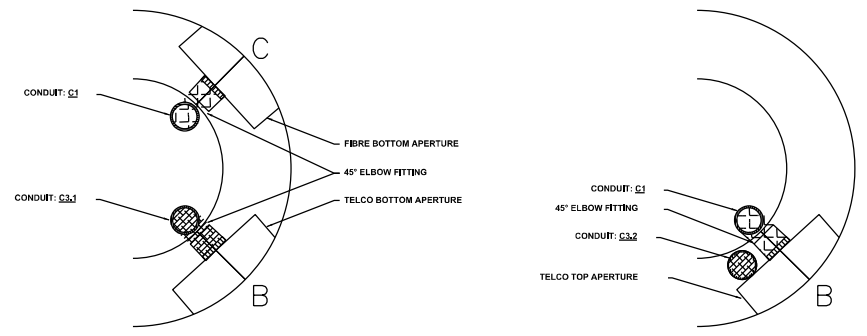 C
CONDUIT: C1
FIBRE BOTTOM APERTURE
45° ELBOW FITTING
CONDUIT: C3.1
TELCO BOTTOM APERTURE
B
CONDUIT: C1
45° ELBOW FITTING
CONDUIT: C3.2
TELCO TOP APERTURE
B